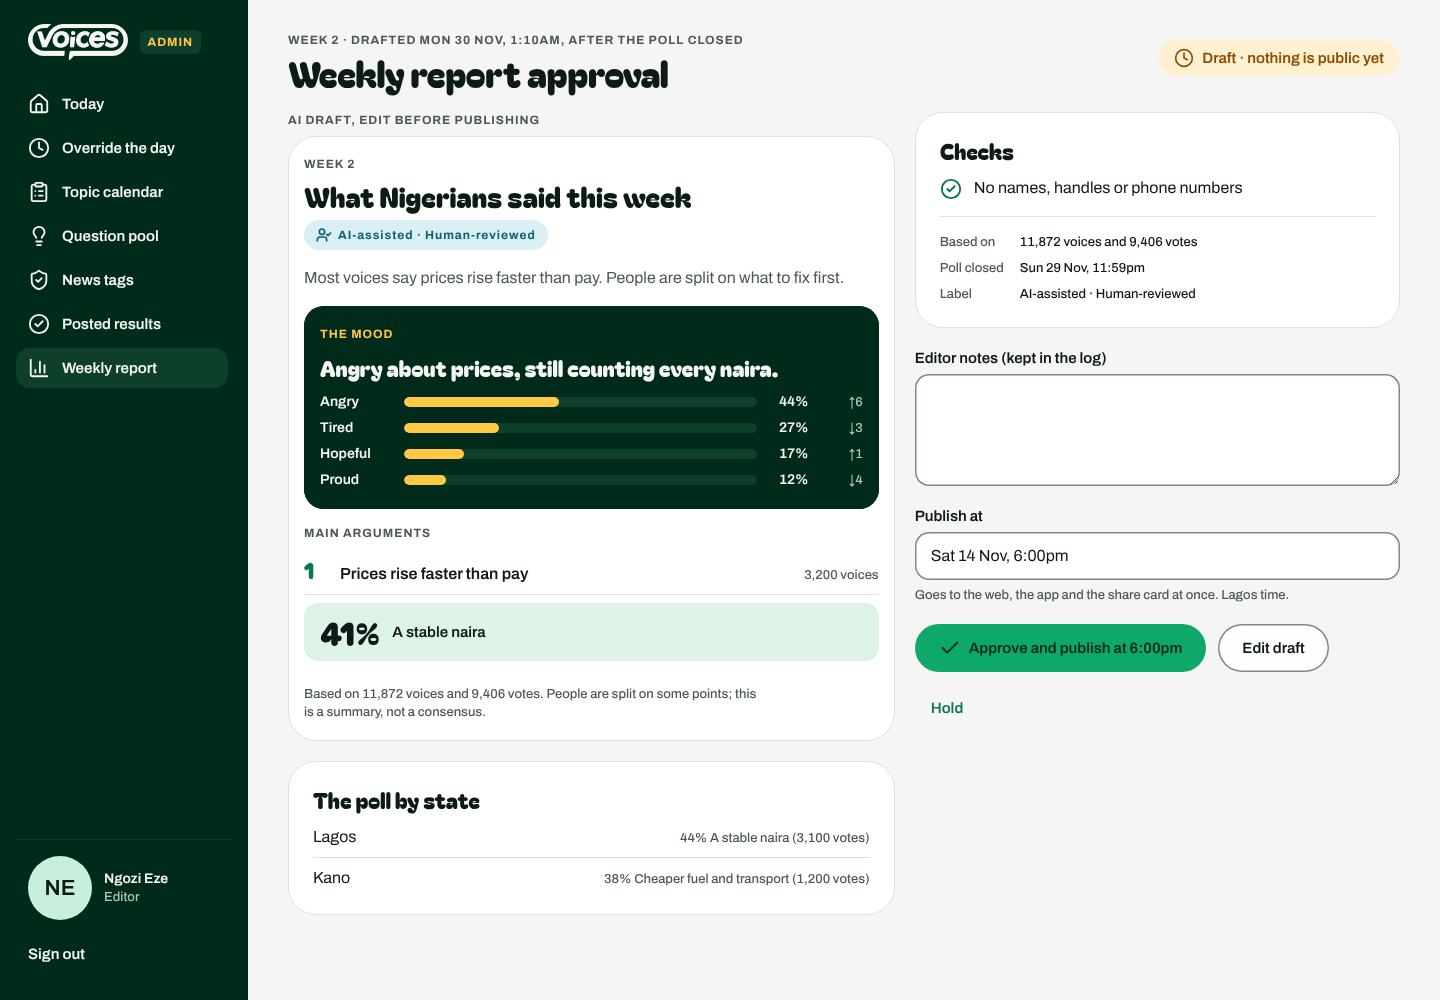 Voices
ADMIN
Today
Override the day
Topic calendar
Question pool
News tags
Posted results
Weekly report
NE
Ngozi Eze
Editor
Sign out
WEEK 2 · DRAFTED MON 30 NOV, 1:10AM, AFTER THE POLL CLOSED
Weekly report approval
Draft · nothing is public yet
AI DRAFT, EDIT BEFORE PUBLISHING
WEEK 2
What Nigerians said this week
AI-assisted · Human-reviewed
Most voices say prices rise faster than pay. People are split on what to fix first.
THE MOOD
Angry about prices, still counting every naira.
Angry 44% ↑6
Tired 27% ↓3
Hopeful 17% ↑1
Proud 12% ↓4
MAIN ARGUMENTS
1 Prices rise faster than pay 3,200 voices
41% A stable naira
Based on 11,872 voices and 9,406 votes. People are split on some points; this
is a summary, not a consensus.
The poll by state
Lagos 44% A stable naira (3,100 votes)
Kano 38% Cheaper fuel and transport (1,200 votes)
Checks
No names, handles or phone numbers
Based on 11,872 voices and 9,406 votes
Poll closed Sun 29 Nov, 11:59pm
Label AI-assisted · Human-reviewed
Editor notes (kept in the log)
Publish at
Sat 14 Nov, 6:00pm
Goes to the web, the app and the share card at once. Lagos time.
Approve and publish at 6:00pm
Edit draft
Hold